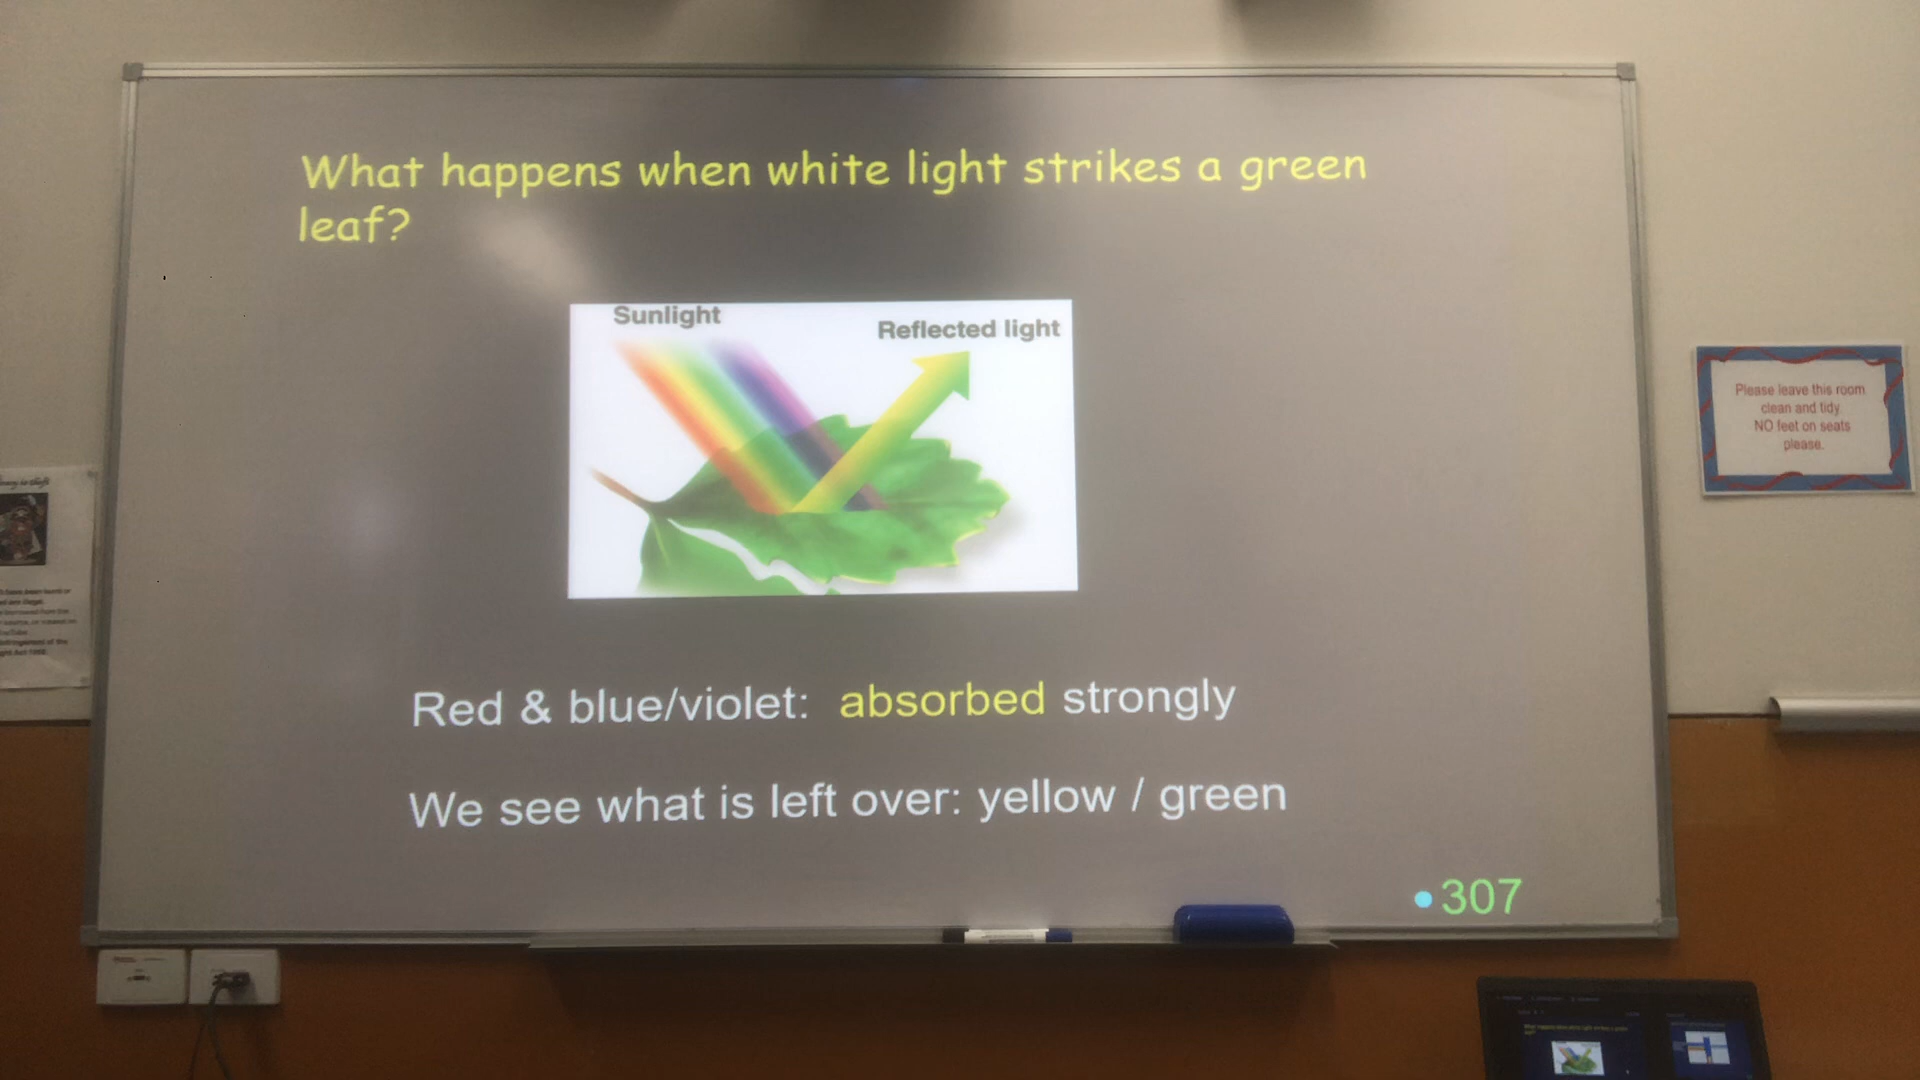 What happens when white light strikes a green
leaf?
Sunlight
Reflected light
Red & blue/violet: absorbed strongly
We see what is left over: yellow / green
307
Please leave this room
clean and tidy
NO feet on seats
please.